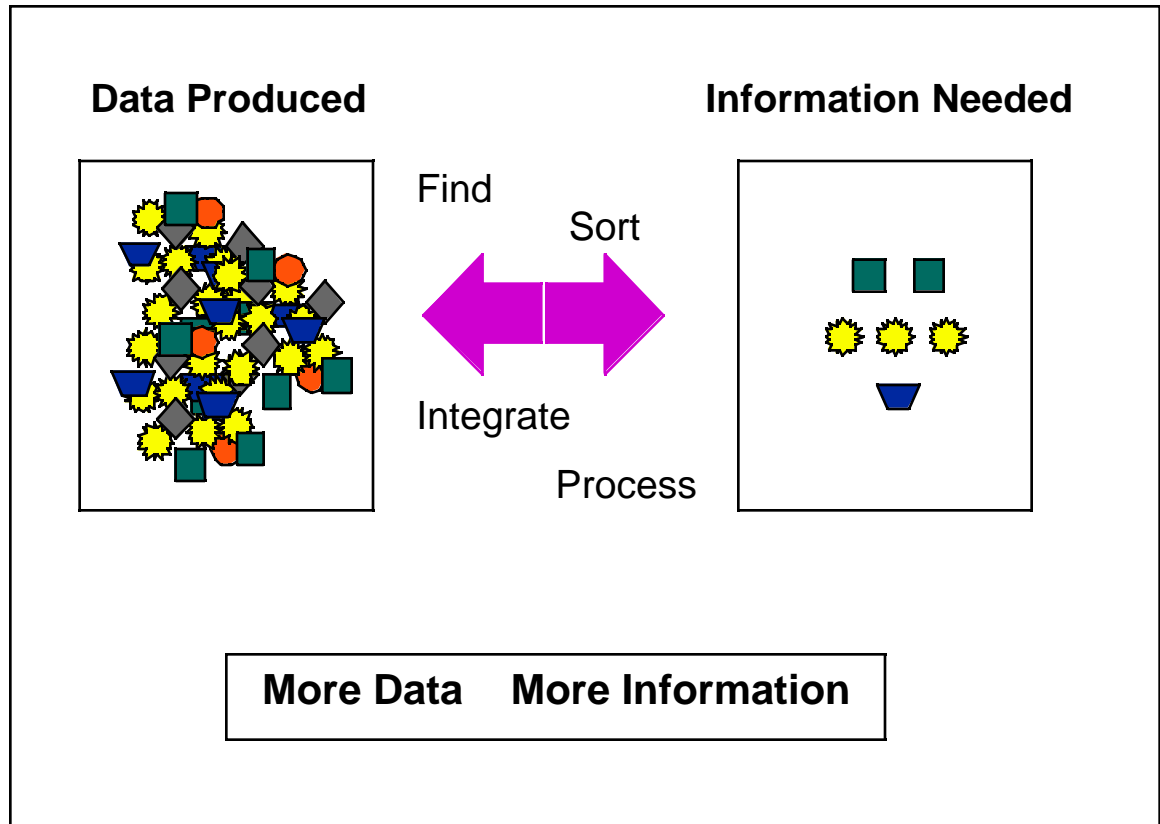 Data Produced
Information Needed
Find
Sort
Integrate
Process
More Data More Information